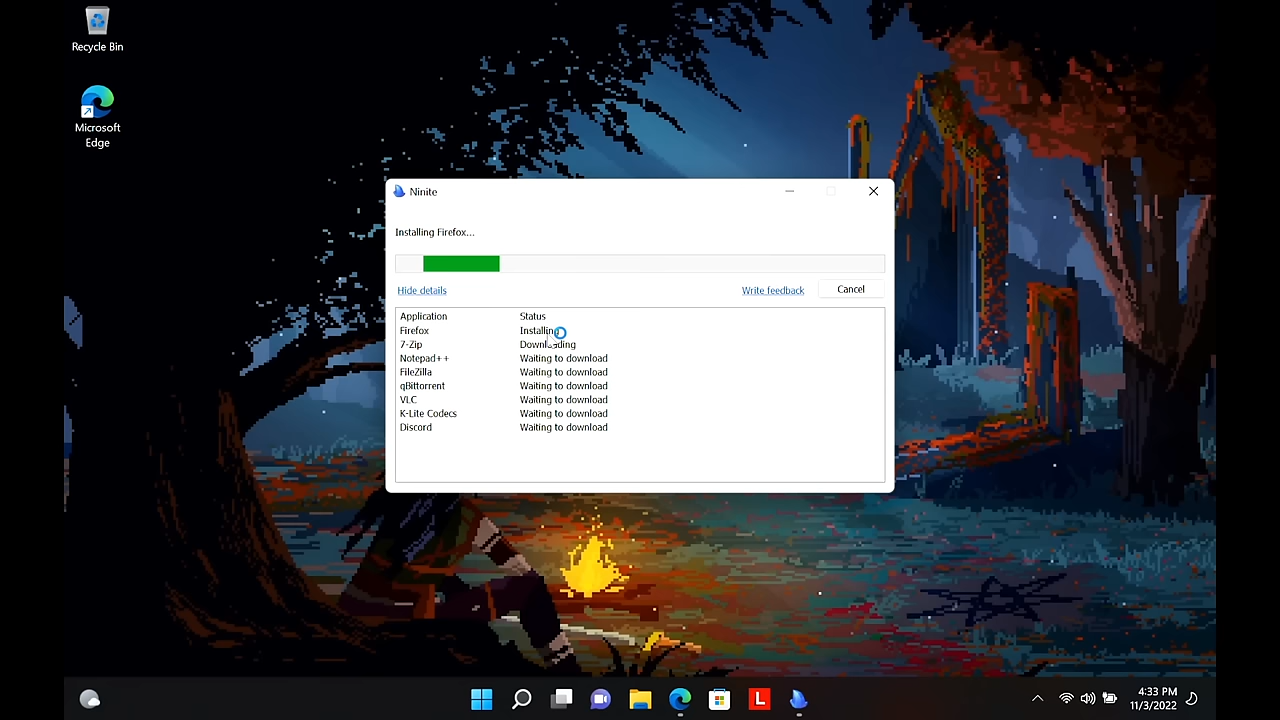 Recycle Bin
Microsoft
Edge
Ninite
Installing Firefox...
Hide details
Write feedback
Cancel
Application Status
Firefox Installing
7-Zip Downloading
Notepad++ Waiting to download
FileZilla Waiting to download
qBittorrent Waiting to download
VLC Waiting to download
K-Lite Codecs Waiting to download
Discord Waiting to download
L
4:33 PM
11/3/2022